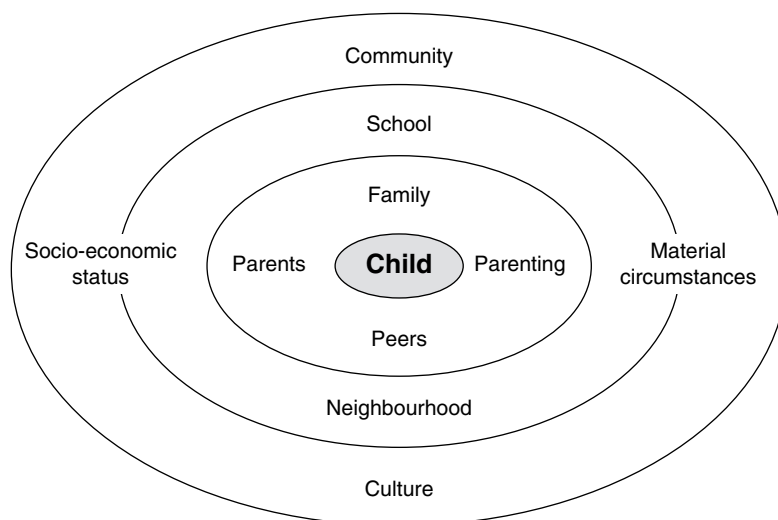 Community
School
Family
Socio-economic
status
Parents
Child
Parenting
Material
circumstances
Peers
Neighbourhood
Culture